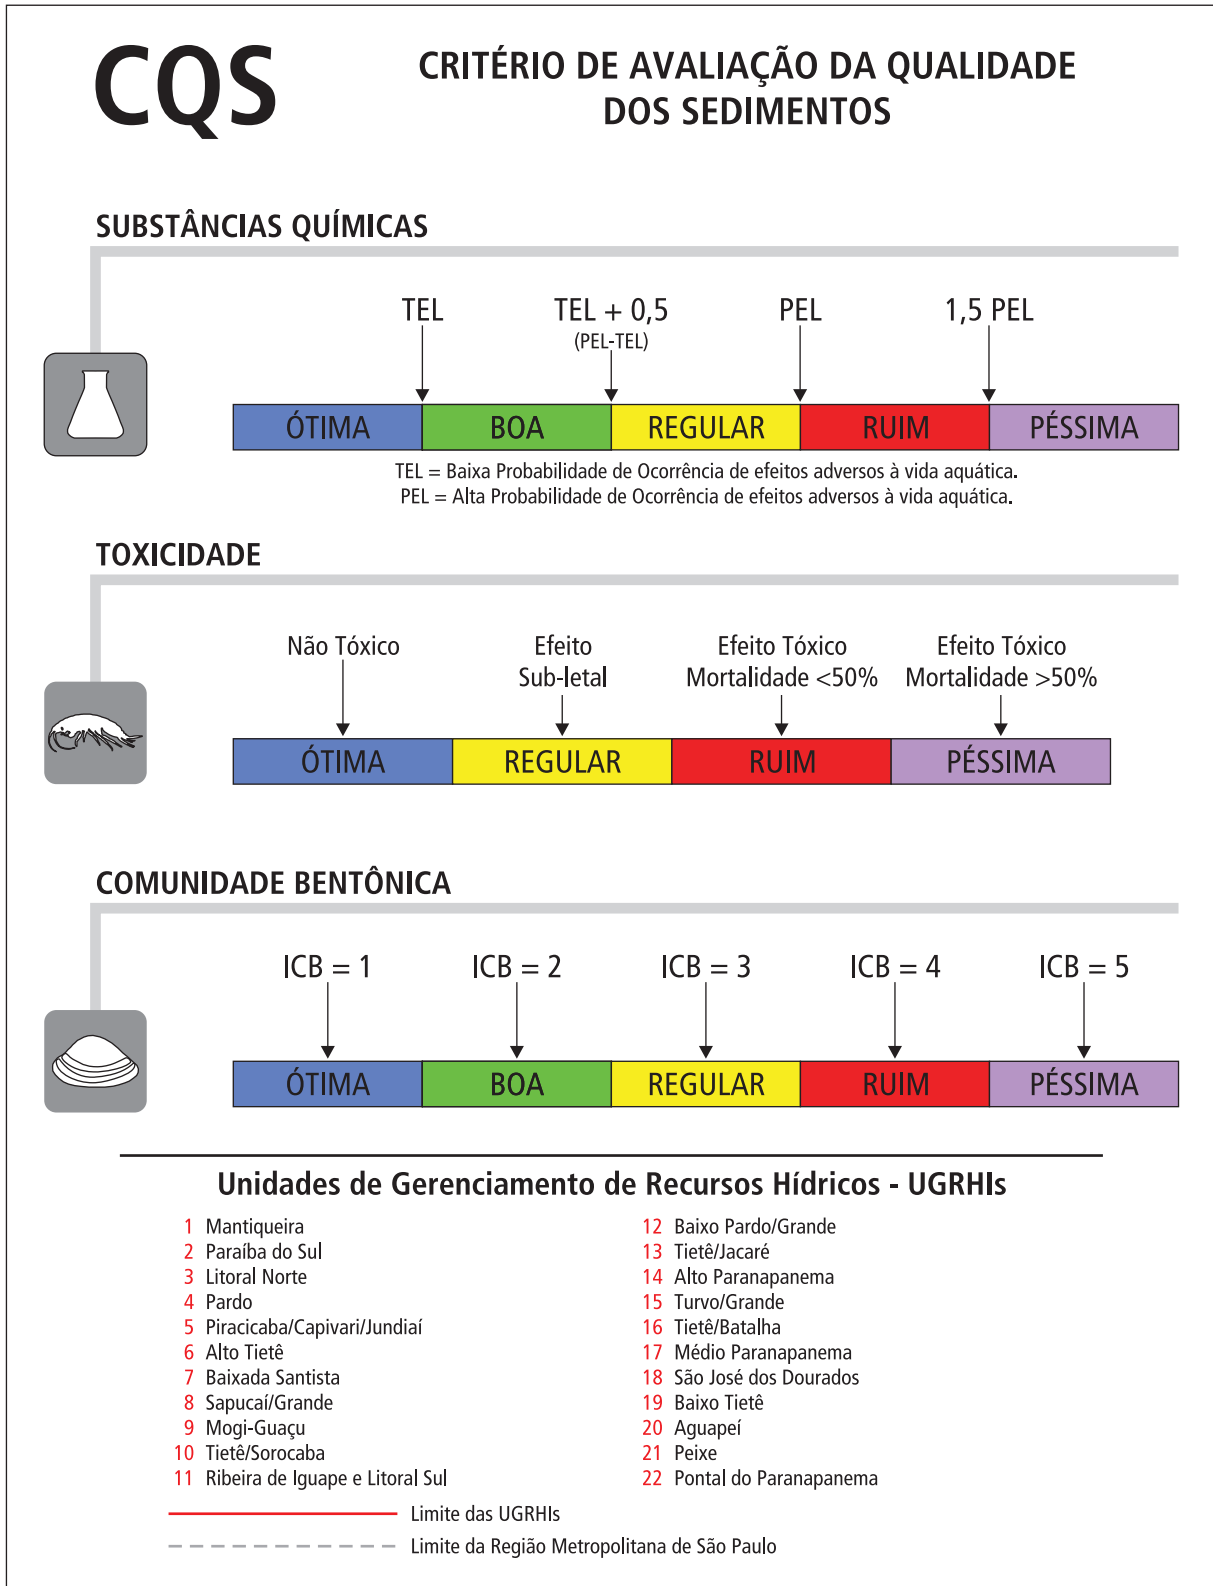 CQS
CRITÉRIO DE AVALIAÇÃO DA QUALIDADE
DOS SEDIMENTOS
SUBSTÂNCIAS QUÍMICAS
TEL
TEL + 0,5
(PEL-TEL)
PEL
1,5 PEL
ÓTIMA
BOA
REGULAR
RUIM
PÉSSIMA
TEL = Baixa Probabilidade de Ocorrência de efeitos adversos à vida aquática.
PEL = Alta Probabilidade de Ocorrência de efeitos adversos à vida aquática.
TOXICIDADE
Não Tóxico
Efeito
Sub-letal
Efeito Tóxico
Mortalidade <50%
Efeito Tóxico
Mortalidade >50%
ÓTIMA
REGULAR
RUIM
PÉSSIMA
COMUNIDADE BENTÔNICA
ICB = 1
ICB = 2
ICB = 3
ICB = 4
ICB = 5
ÓTIMA
BOA
REGULAR
RUIM
PÉSSIMA
Unidades de Gerenciamento de Recursos Hídricos - UGRHIs
1 Mantiqueira
2 Paraíba do Sul
3 Litoral Norte
4 Pardo
5 Piracicaba/Capivari/Jundiaí
6 Alto Tietê
7 Baixada Santista
8 Sapucaí/Grande
9 Mogi-Guaçu
10 Tietê/Sorocaba
11 Ribeira de Iguape e Litoral Sul
12 Baixo Pardo/Grande
13 Tietê/Jacaré
14 Alto Paranapanema
15 Turvo/Grande
16 Tietê/Batalha
17 Médio Paranapanema
18 São José dos Dourados
19 Baixo Tietê
20 Aguapeí
21 Peixe
22 Pontal do Paranapanema
Limite das UGRHIs
Limite da Região Metropolitana de São Paulo